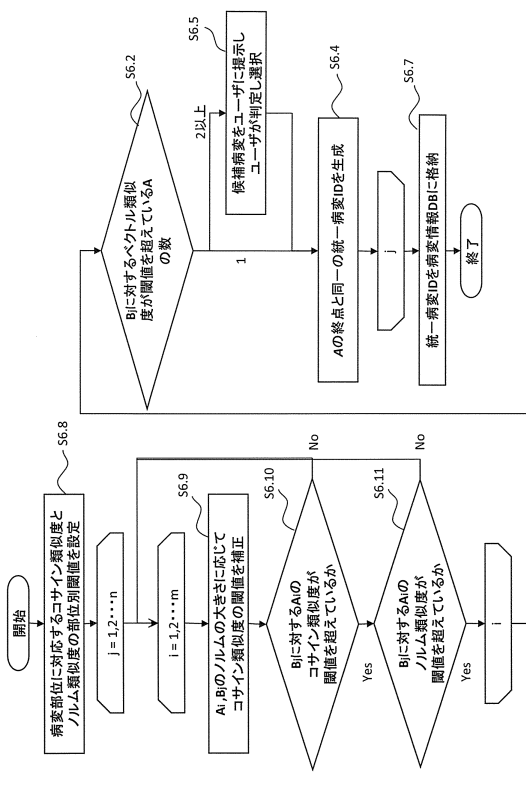 開始
S6.8
病変部位に対応するコサイン類似度と
ノルム類似度の部位別閾値を設定
j = 1,2・・・n
i = 1,2・・・m
S6.9
Ai ,Bjのノルムの大きさに応じて
コサイン類似度の閾値を補正
S6.10
Bjに対するAiの
コサイン類似度が
閾値を超えているか
No
Yes
S6.11
Bjに対するAiの
ノルム類似度が
閾値を超えているか
No
Yes
i
S6.2
Bjに対するベクトル類似
度が閾値を超えているA
の数
2以上
1
S6.5
候補病変をユーザに提示し
ユーザが判定し選択
S6.4
Aの終点と同一の統一病変IDを生成
j
S6.7
統一病変IDを病変情報DBに格納
終了